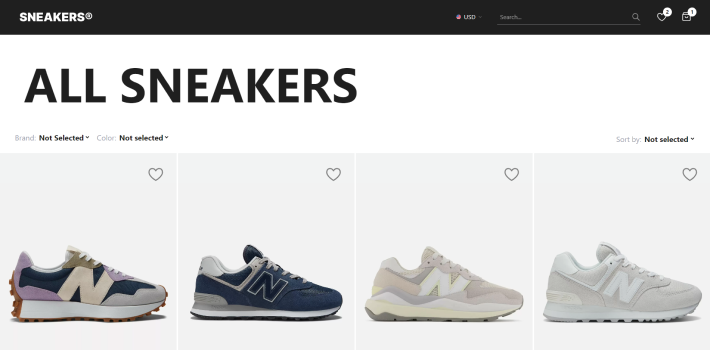 SNEAKERS®
USD
Search...
2
1
ALL SNEAKERS
Brand: Not Selected
Color: Not selected
Sort by: Not selected